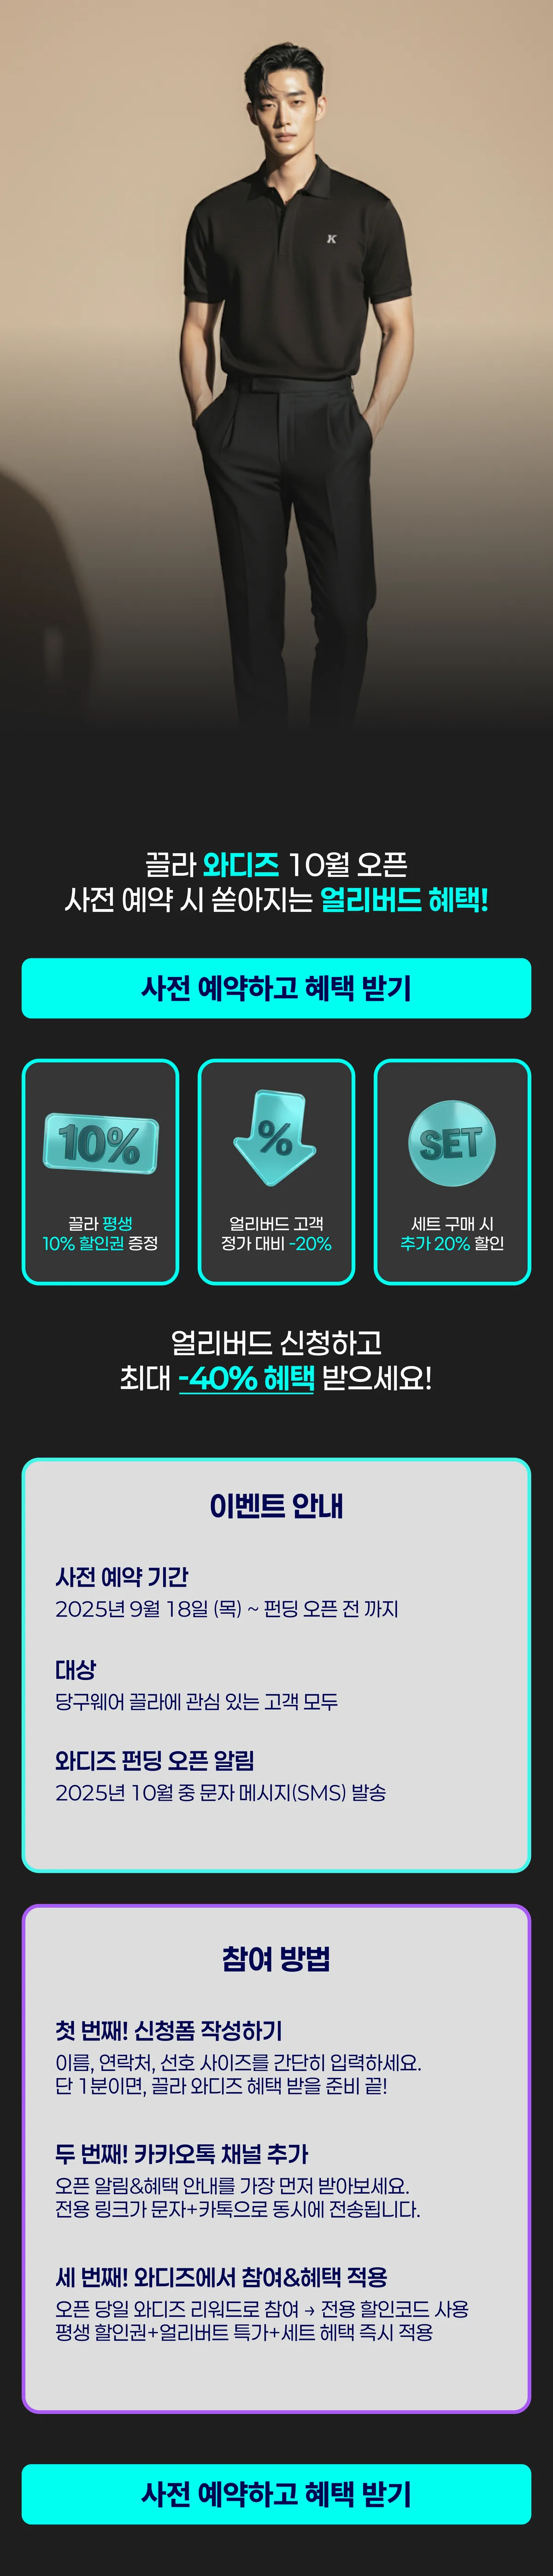 K
끌라 와디즈 10월 오픈
사전 예약 시 쏟아지는 얼리버드 혜택!
사전 예약하고 혜택 받기
10%
끌라 평생
10% 할인권 증정
%
얼리버드 고객
정가 대비 -20%
SET
세트 구매 시
추가 20% 할인
얼리버드 신청하고
최대 -40% 혜택 받으세요!
이벤트 안내
사전 예약 기간
2025년 9월 18일 (목) ~ 펀딩 오픈 전 까지
대상
당구웨어 끌라에 관심 있는 고객 모두
와디즈 펀딩 오픈 알림
2025년 10월 중 문자 메시지(SMS) 발송
참여 방법
첫 번째! 신청폼 작성하기
이름, 연락처, 선호 사이즈를 간단히 입력하세요.
단 1분이면, 끌라 와디즈 혜택 받을 준비 끝!
두 번째! 카카오톡 채널 추가
오픈 알림&혜택 안내를 가장 먼저 받아보세요.
전용 링크가 문자+카톡으로 동시에 전송됩니다.
세 번째! 와디즈에서 참여&혜택 적용
오픈 당일 와디즈 리워드로 참여 → 전용 할인코드 사용
평생 할인권+얼리버트 특가+세트 헤택 즉시 적용
사전 예약하고 혜택 받기